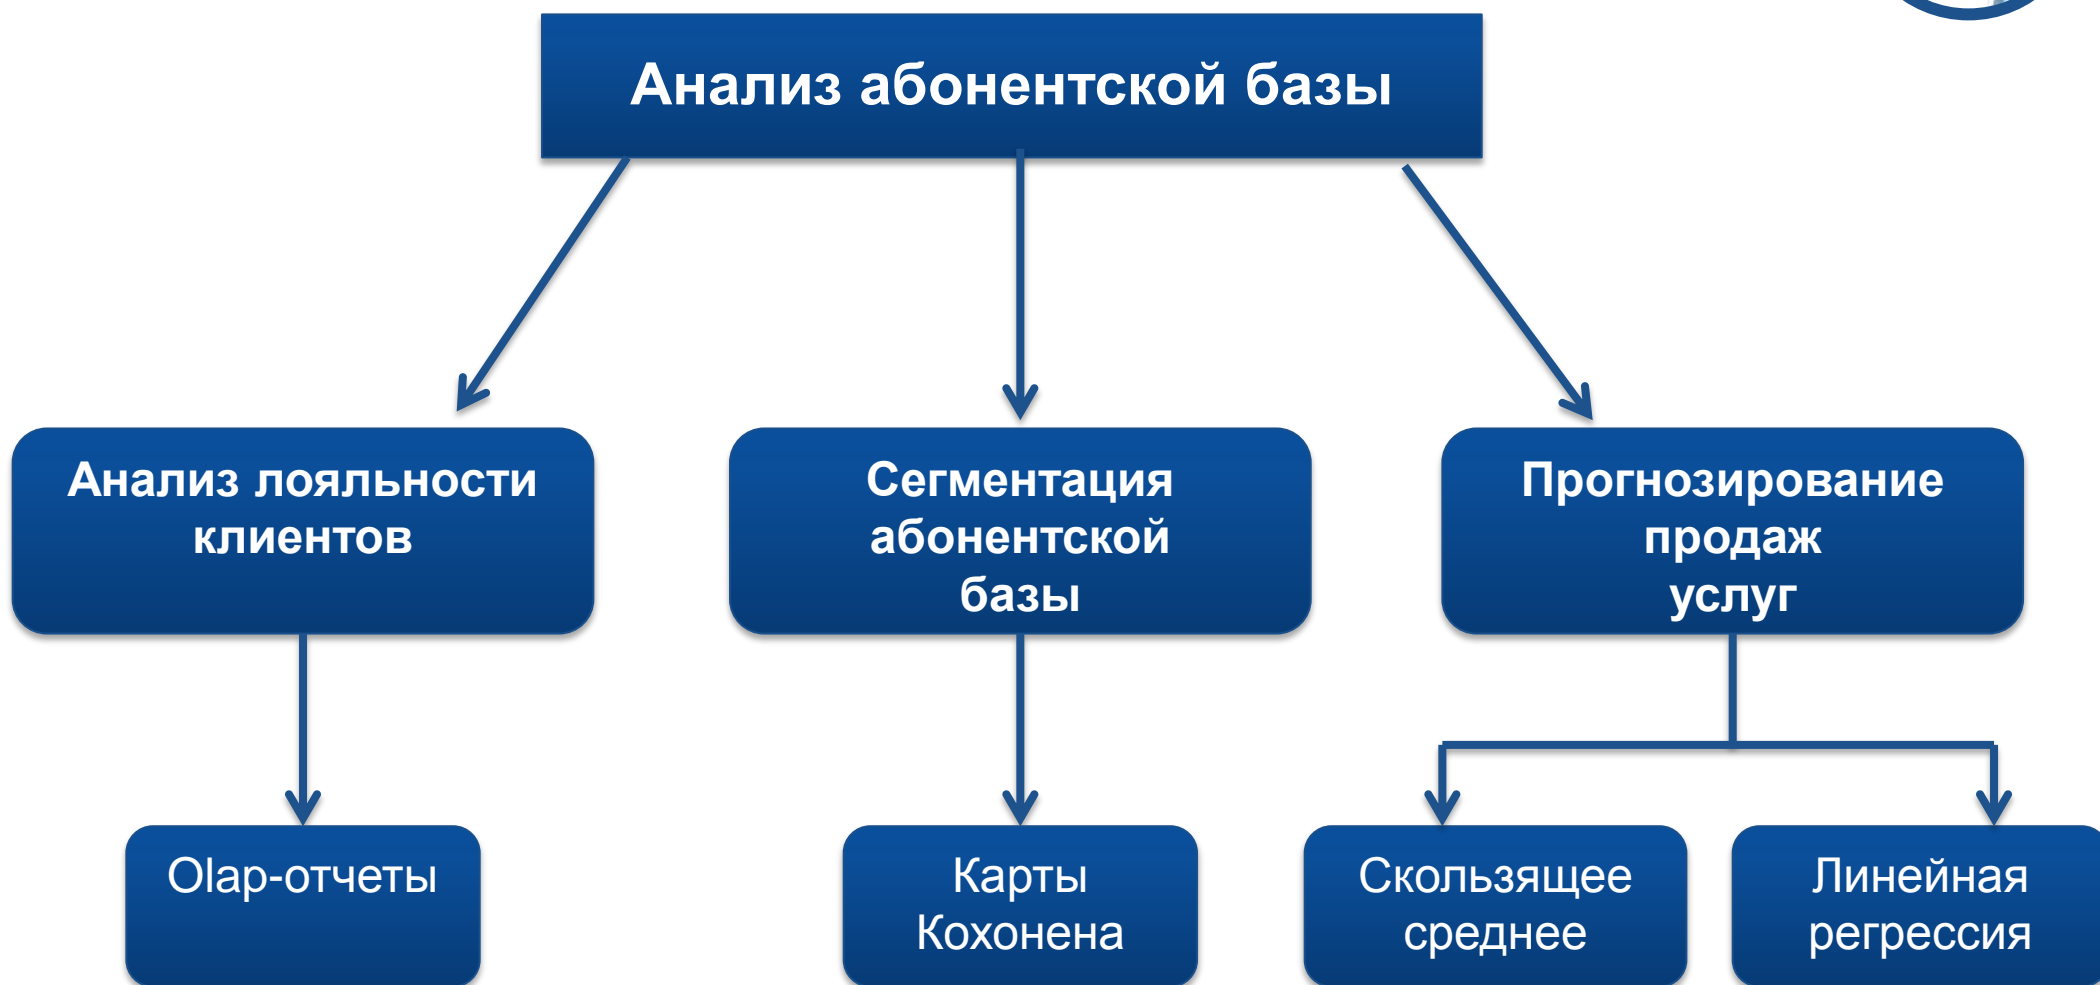 Анализ абонентской базы
Анализ лояльности
клиентов
Сегментация
абонентской
базы
Прогнозирование
продаж
услуг
Olap-отчеты
Карты
Кохонена
Скользящее
среднее
Линейная
регрессия